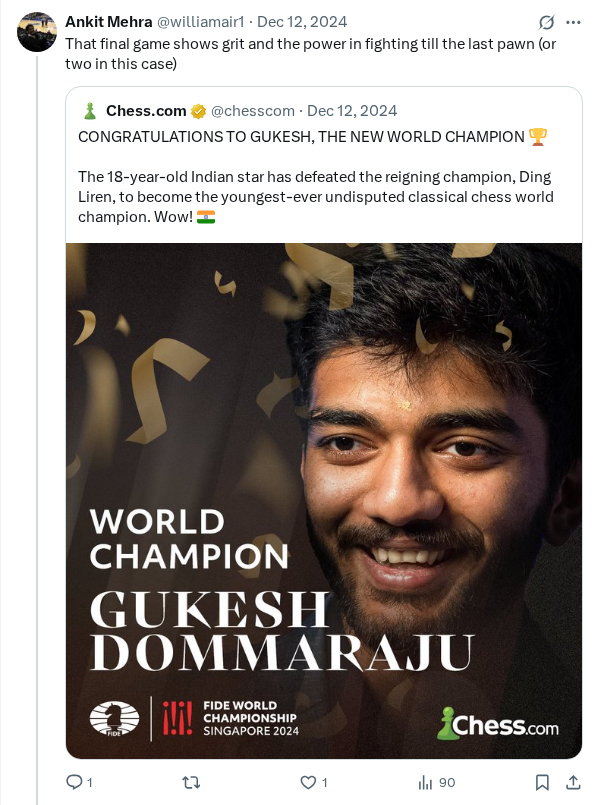 Ankit Mehra @williamair1 · Dec 12, 2024
That final game shows grit and the power in fighting till the last pawn (or
two in this case)
Chess.com @chesscom · Dec 12, 2024
CONGRATULATIONS TO GUKESH, THE NEW WORLD CHAMPION 🏆
The 18-year-old Indian star has defeated the reigning champion, Ding
Liren, to become the youngest-ever undisputed classical chess world
champion. Wow! 🇮🇳
WORLD
CHAMPION
GUKESH
DOMMARAJU
FIDE
FIDE WORLD
CHAMPIONSHIP
SINGAPORE 2024
Chess.com
1
1
90